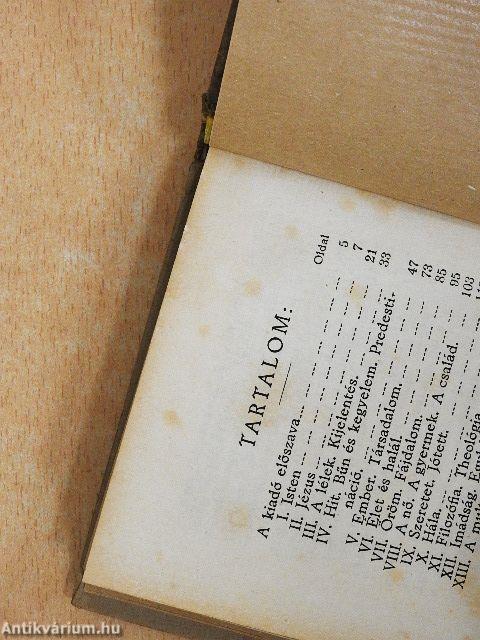 TARTALOM:
Oldal
A kiadó előszava... 5
I. Isten 7
II. Jézus 21
III. A lélek. Kijelentés. 33
IV. Hit. Bűn és kegyelem. Predesti-
náció. 47
V. Ember. Társadalom. 73
VI. Élet és halál. 85
VII. Öröm. Fájdalom. 95
VIII. A nő. A gyermek. A család. 103
IX. Szeretet, jótett.
X. Hála.
XI. Filozófia. Theológia
XII. Imádság.
XIII. A
Antikvárium.hu